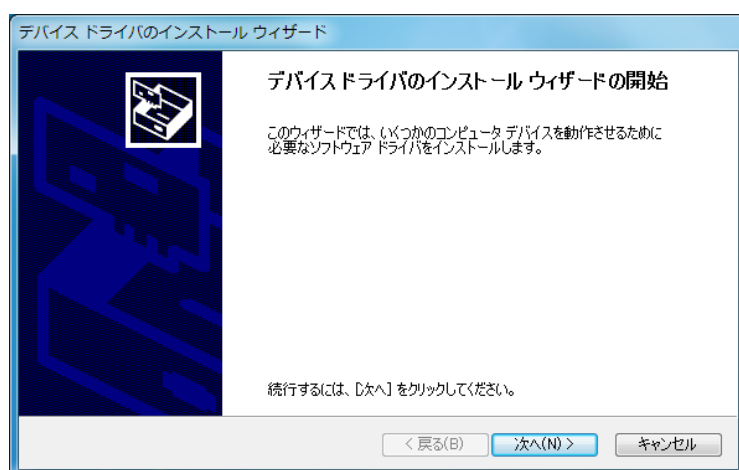 デバイス ドライバのインストール ウィザード
デバイス ドライバのインストール ウィザードの開始
このウィザードでは、いくつかのコンピュータ デバイスを動作させるために
必要なソフトウェア ドライバをインストールします。
続行するには、[次へ] をクリックしてください。
< 戻る(B)
次へ(N) >
キャンセル